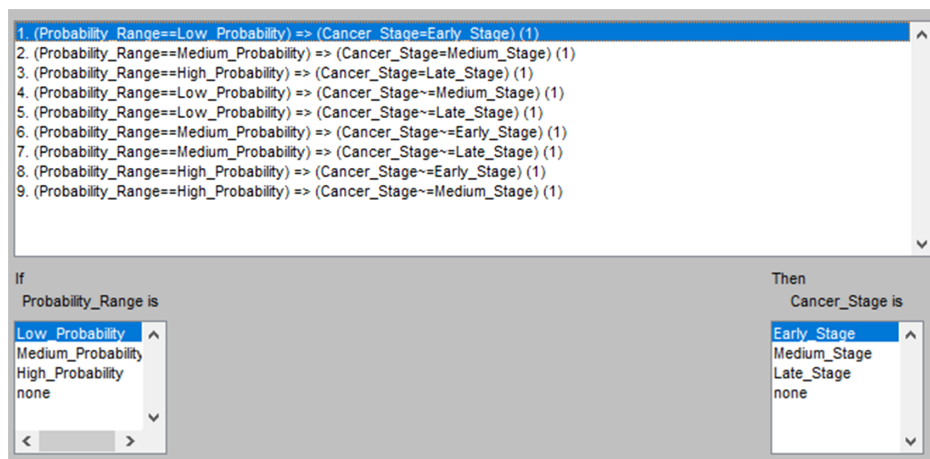 1. (Probability_Range==Low_Probability) => (Cancer_Stage=Early_Stage) (1)
2. (Probability_Range==Medium_Probability) => (Cancer_Stage=Medium_Stage) (1)
3. (Probability_Range==High_Probability) => (Cancer_Stage=Late_Stage) (1)
4. (Probability_Range==Low_Probability) => (Cancer_Stage~=Medium_Stage) (1)
5. (Probability_Range==Low_Probability) => (Cancer_Stage~=Late_Stage) (1)
6. (Probability_Range==Medium_Probability) => (Cancer_Stage~=Early_Stage) (1)
7. (Probability_Range==Medium_Probability) => (Cancer_Stage~=Late_Stage) (1)
8. (Probability_Range==High_Probability) => (Cancer_Stage~=Early_Stage) (1)
9. (Probability_Range==High_Probability) => (Cancer_Stage~=Medium_Stage) (1)
If
Probability_Range is
Low_Probability
Medium_Probability
High_Probability
none
Then
Cancer_Stage is
Early_Stage
Medium_Stage
Late_Stage
none